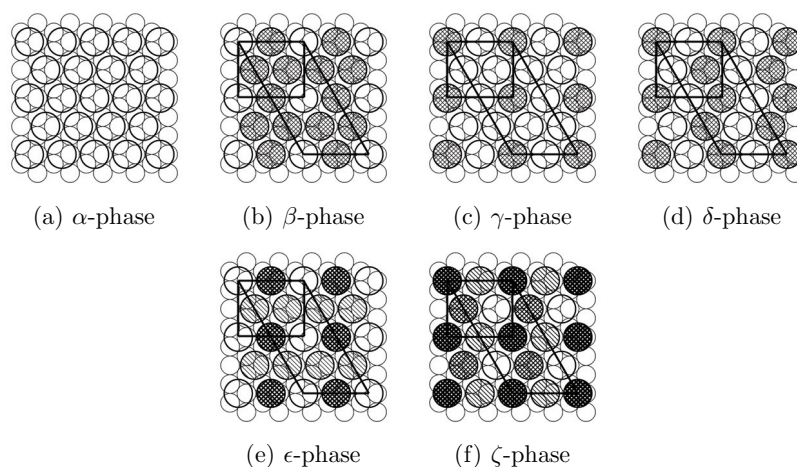 (a) α-phase
(b) β-phase
(c) γ-phase
(d) δ-phase
(e) ϵ-phase
(f) ζ-phase